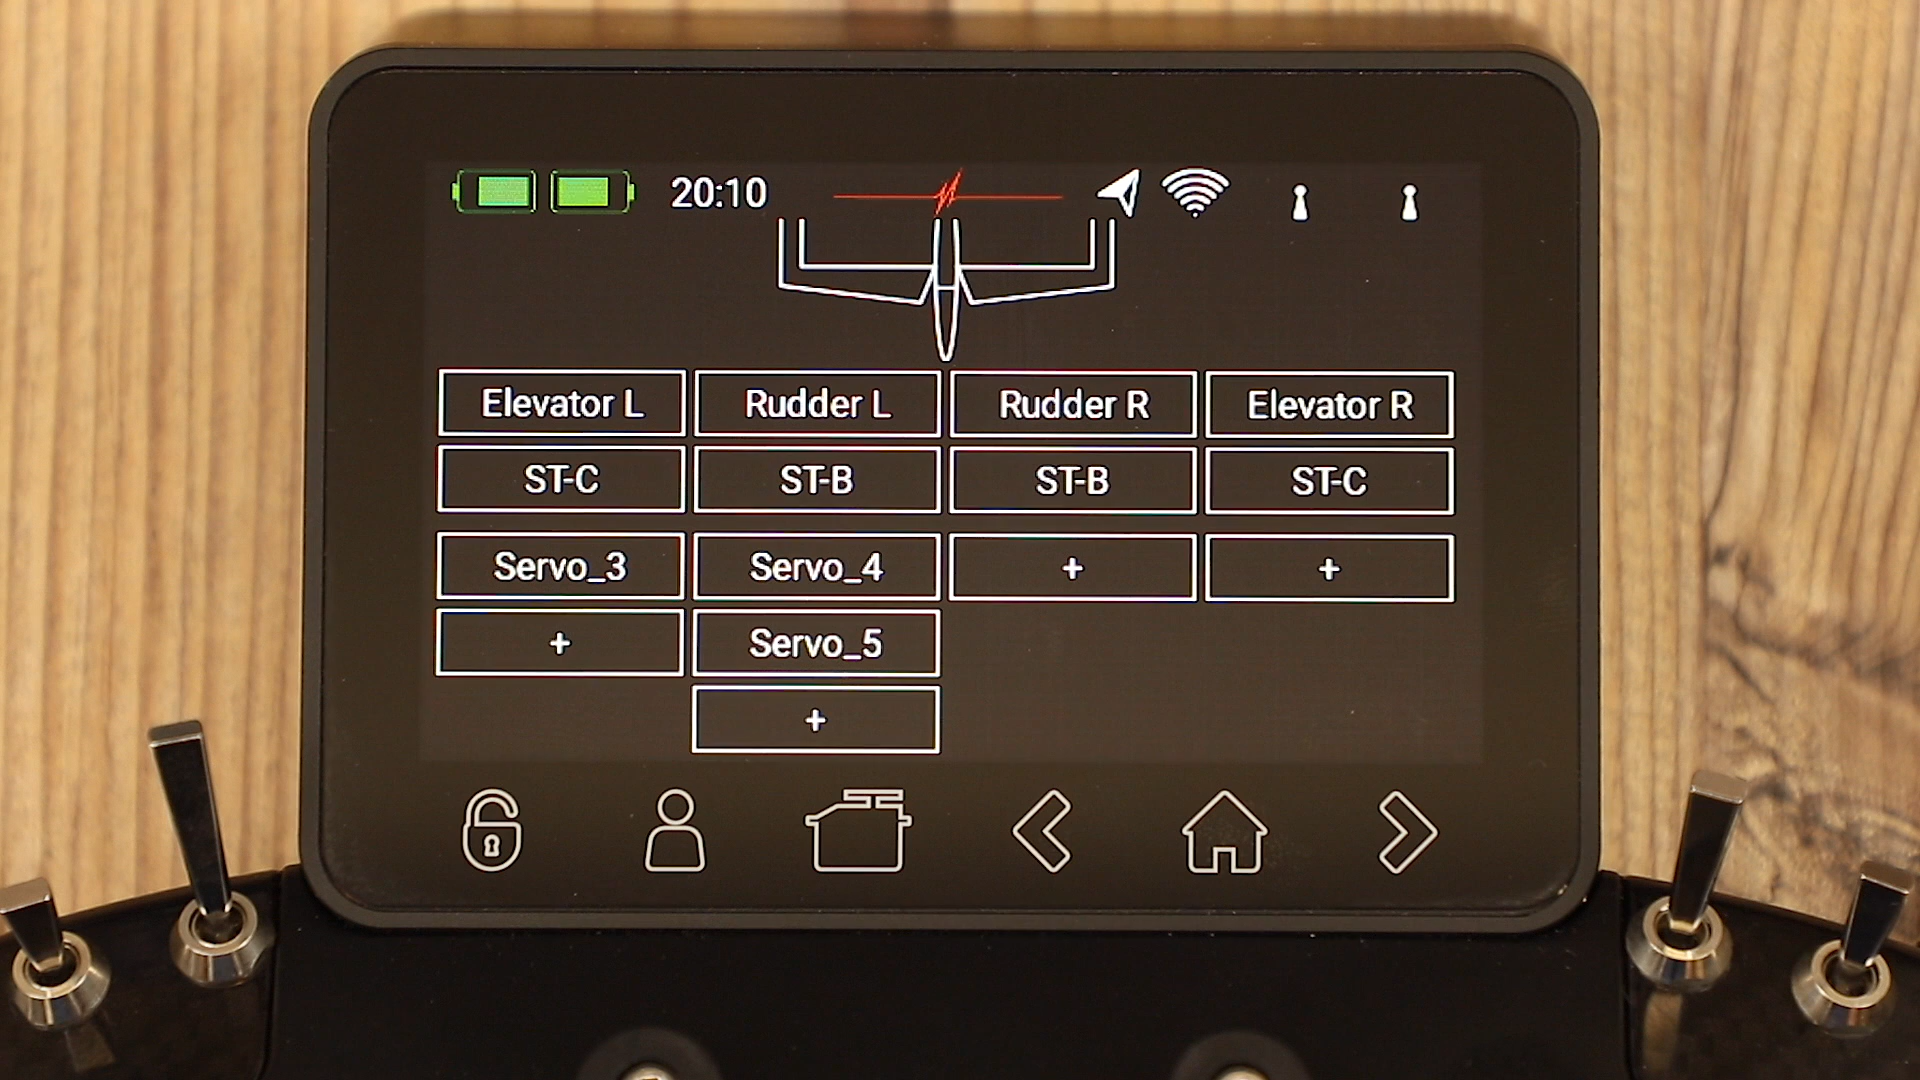 20:10
Elevator L Rudder L Rudder R Elevator R
ST-C ST-B ST-B ST-C
Servo_3 Servo_4 + +
+ Servo_5
+